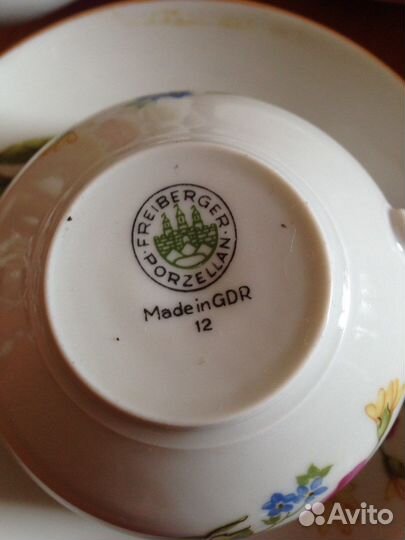 FREIBERGER
PORZELLAN
Made in GDR
12
Avito